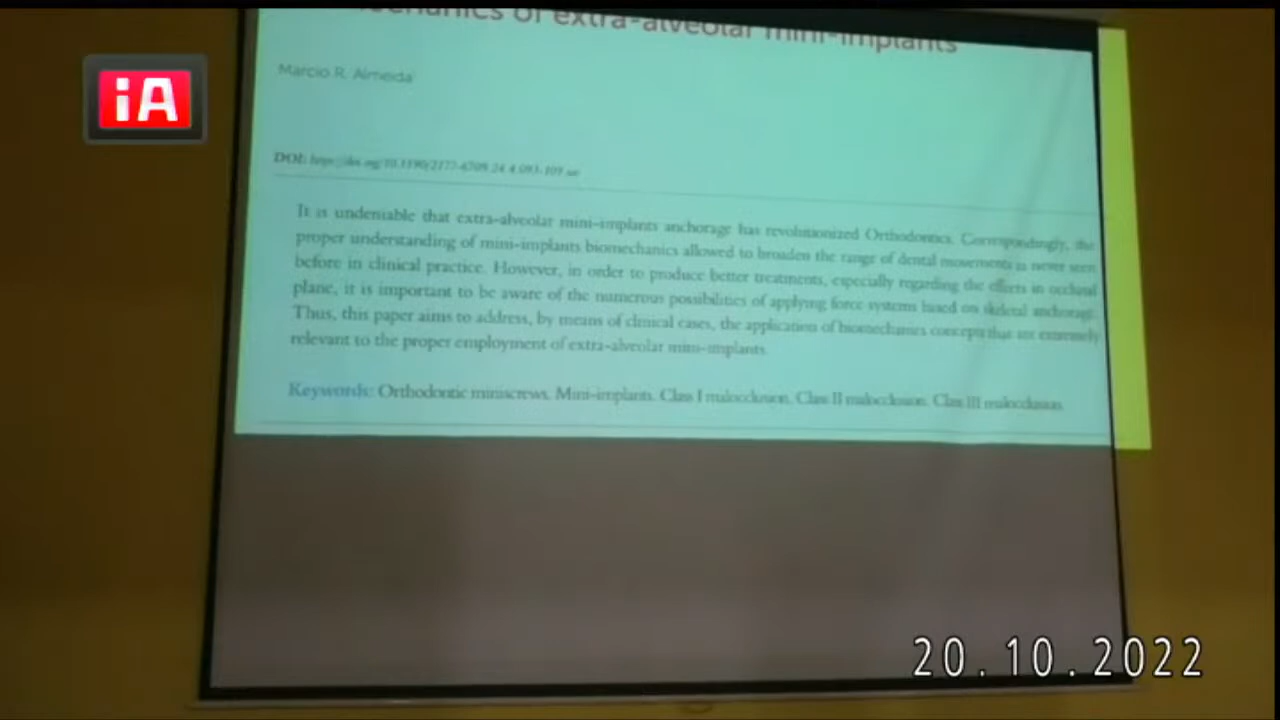 of extra-alveolar mini-implants
iA
Marcio R. Almeida
DOI:
It is undeniable that extra-alveolar mini-implants anchorage has revolutionized Orthodontics. Correspondingly, the
proper understanding of mini-implants biomechanics allowed to broaden the range of dental movements as never seen
before in clinical practice. However, in order to produce better treatments, especially regarding the effects in occlusal
plane, it is important to be aware of the numerous possibilities of applying force systems based on skeletal anchorage.
Thus, this paper aims to address, by means of clinical cases, the application of biomechanics concepts that are extremely
relevant to the proper employment of extra-alveolar mini-implants.
Keywords: Orthodontic miniscrews. Mini-implants. Class I malocclusion. Class II malocclusion. Class III malocclusion.
20.10.2022